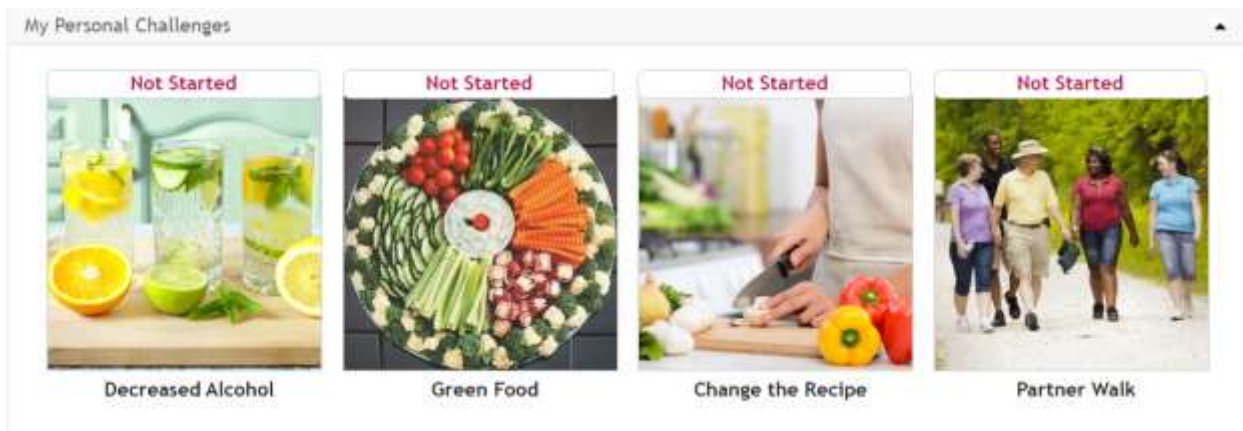 My Personal Challenges
Not Started
Not Started
Not Started
Not Started
Decreased Alcohol
Green Food
Change the Recipe
Partner Walk